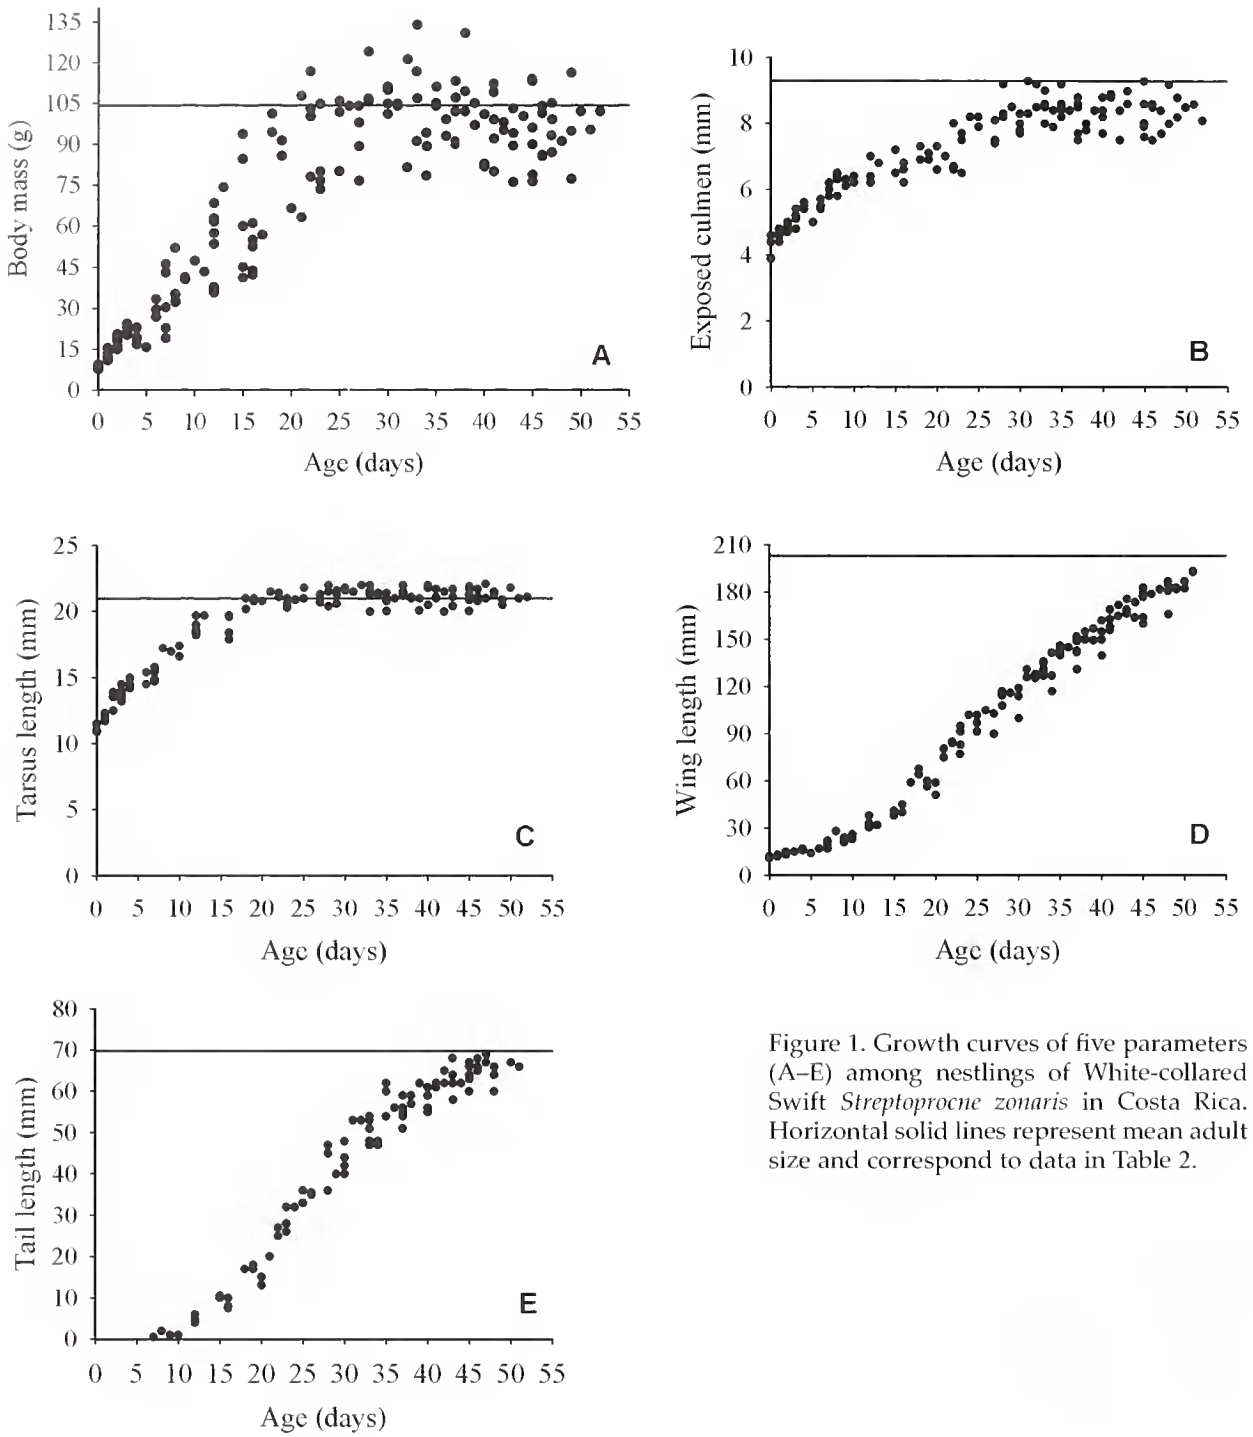 135
120
105
90
75
60
45
30
15
0
Body mass (g)
A
0 5 10 15 20 25 30 35 40 45 50 55
Age (days)
10
8
6
4
2
0
Exposed culmen (mm)
B
0 5 10 15 20 25 30 35 40 45 50 55
Age (days)
25
20
15
10
5
0
Tarsus length (mm)
C
0 5 10 15 20 25 30 35 40 45 50 55
Age (days)
210
180
150
120
90
60
30
0
Wing length (mm)
D
0 5 10 15 20 25 30 35 40 45 50 55
Age (days)
80
70
60
50
40
30
20
10
0
Tail length (mm)
E
0 5 10 15 20 25 30 35 40 45 50 55
Age (days)
Figure 1. Growth curves of five parameters
(A–E) among nestlings of White-collared
Swift Streptoprocne zonaris in Costa Rica.
Horizontal solid lines represent mean adult
size and correspond to data in Table 2.